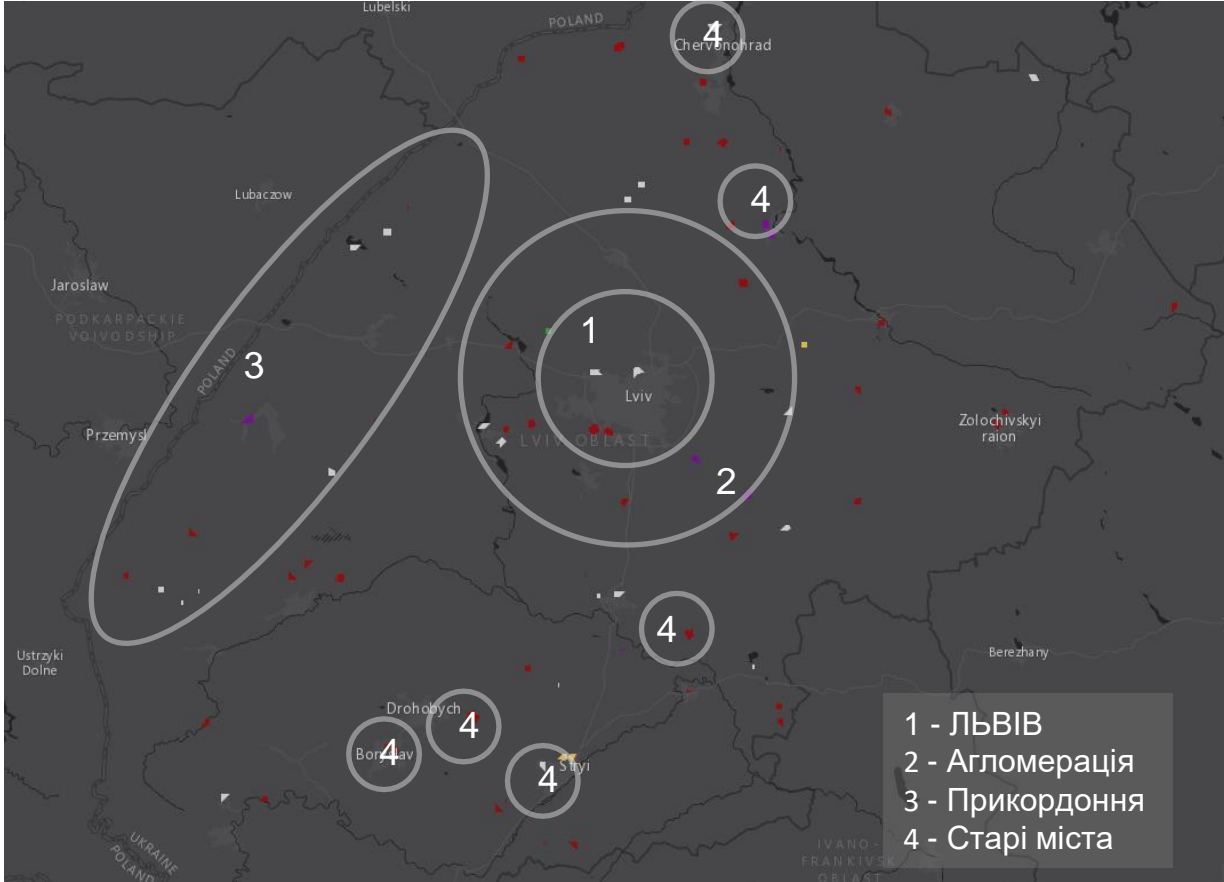 Lubelski
POLAND
4
Chervonohrad
Lubaczow
4
Jaroslaw
PODKARPACKIE
VOIVODSHIP
1
POLAND
3
Lviv
Przemysl
LVIV OBLAST
Zolochivskyi
raion
2
4
Ustrzyki
Dolne
Berezhany
Drohobych
4
Boryslav
4
4
Stryi
UKRAINE
POLAND
IVANO-
FRANKIVSK
OBLAST
1 - ЛЬВІВ
2 - Агломерація
3 - Прикордоння
4 - Старі міста